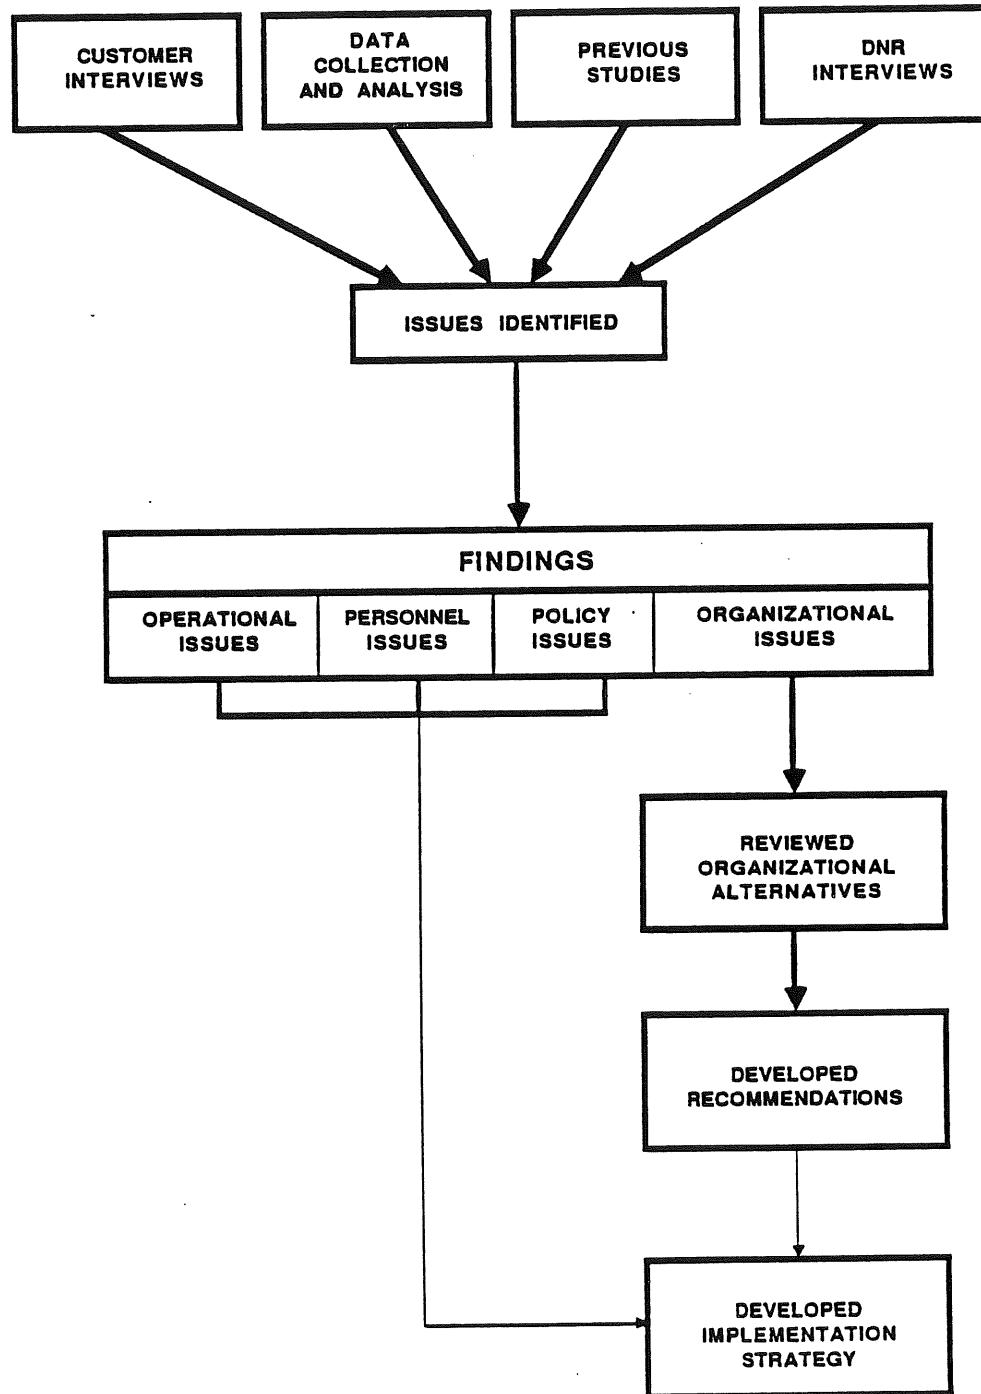 CUSTOMER
INTERVIEWS
DATA
COLLECTION
AND ANALYSIS
PREVIOUS
STUDIES
DNR
INTERVIEWS
ISSUES IDENTIFIED
FINDINGS
OPERATIONAL
ISSUES
PERSONNEL
ISSUES
POLICY
ISSUES
ORGANIZATIONAL
ISSUES
REVIEWED
ORGANIZATIONAL
ALTERNATIVES
DEVELOPED
RECOMMENDATIONS
DEVELOPED
IMPLEMENTATION
STRATEGY